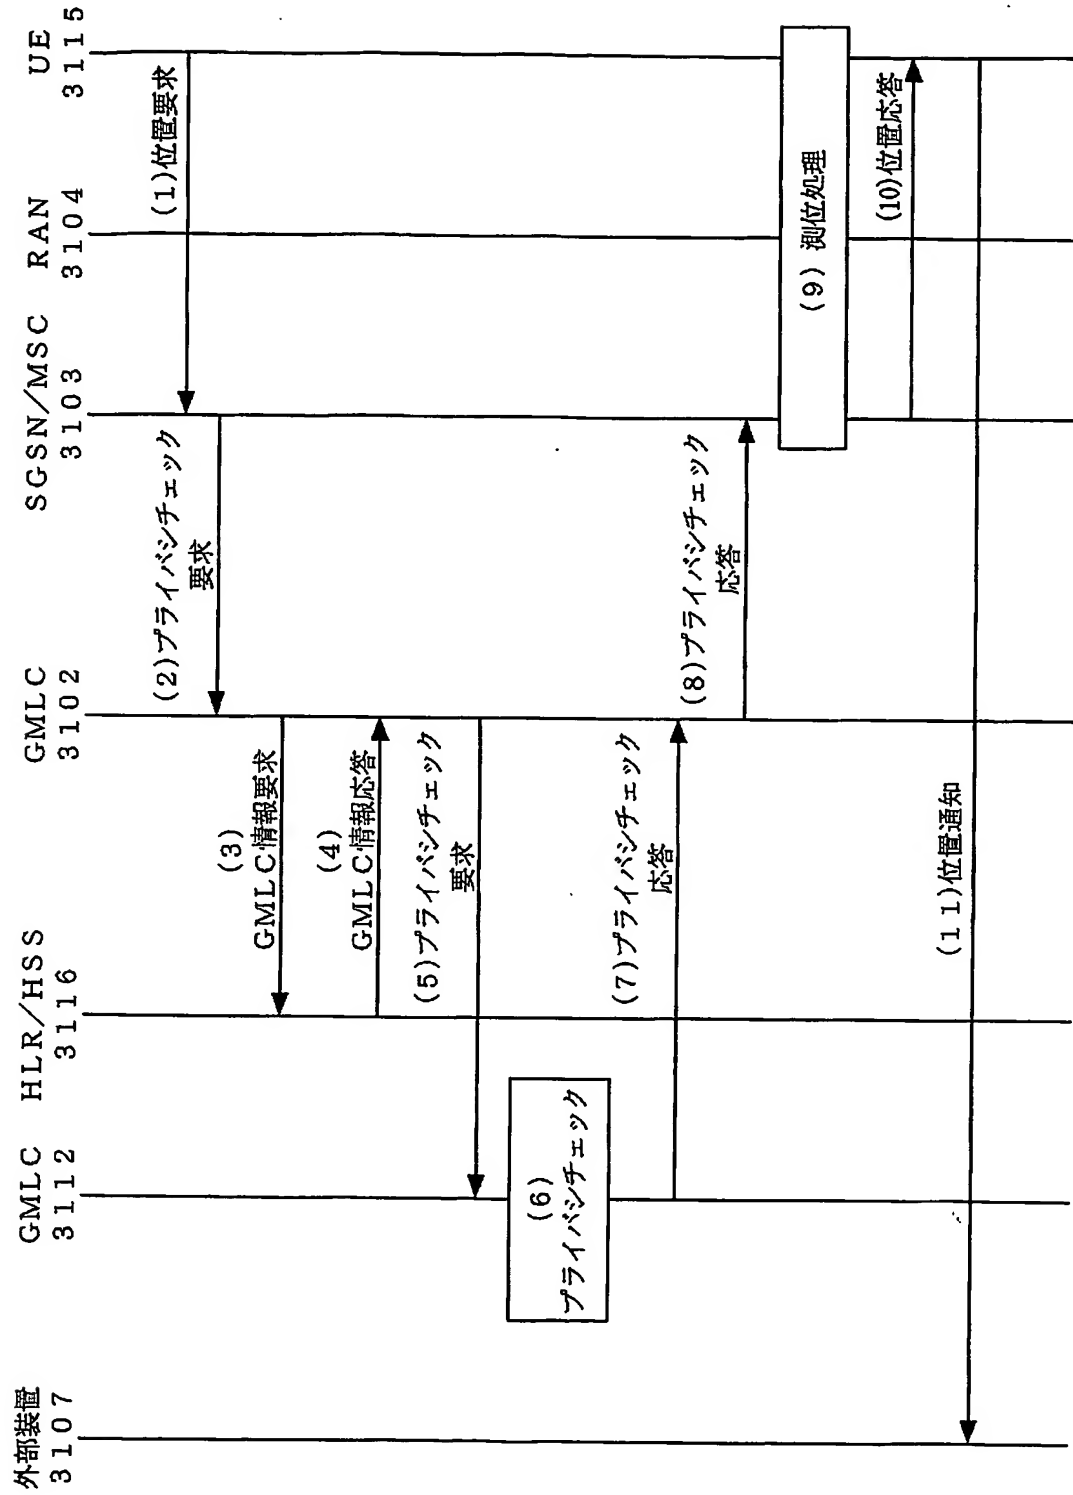 外部装置
3107
GMLC
3112
HLR/HSS
3116
GMLC
3102
SGSN/MSC
3103
RAN
3104
UE
3115
(1)位置要求
(2)プライバシチェック
要求
(3)
GMLC情報要求
(4)
GMLC情報応答
(5)プライバシチェック
要求
(6)
プライバシチェック
(7)プライバシチェック
応答
(8)プライバシチェック
応答
(9) 測位処理
(10)位置応答
(11)位置通知